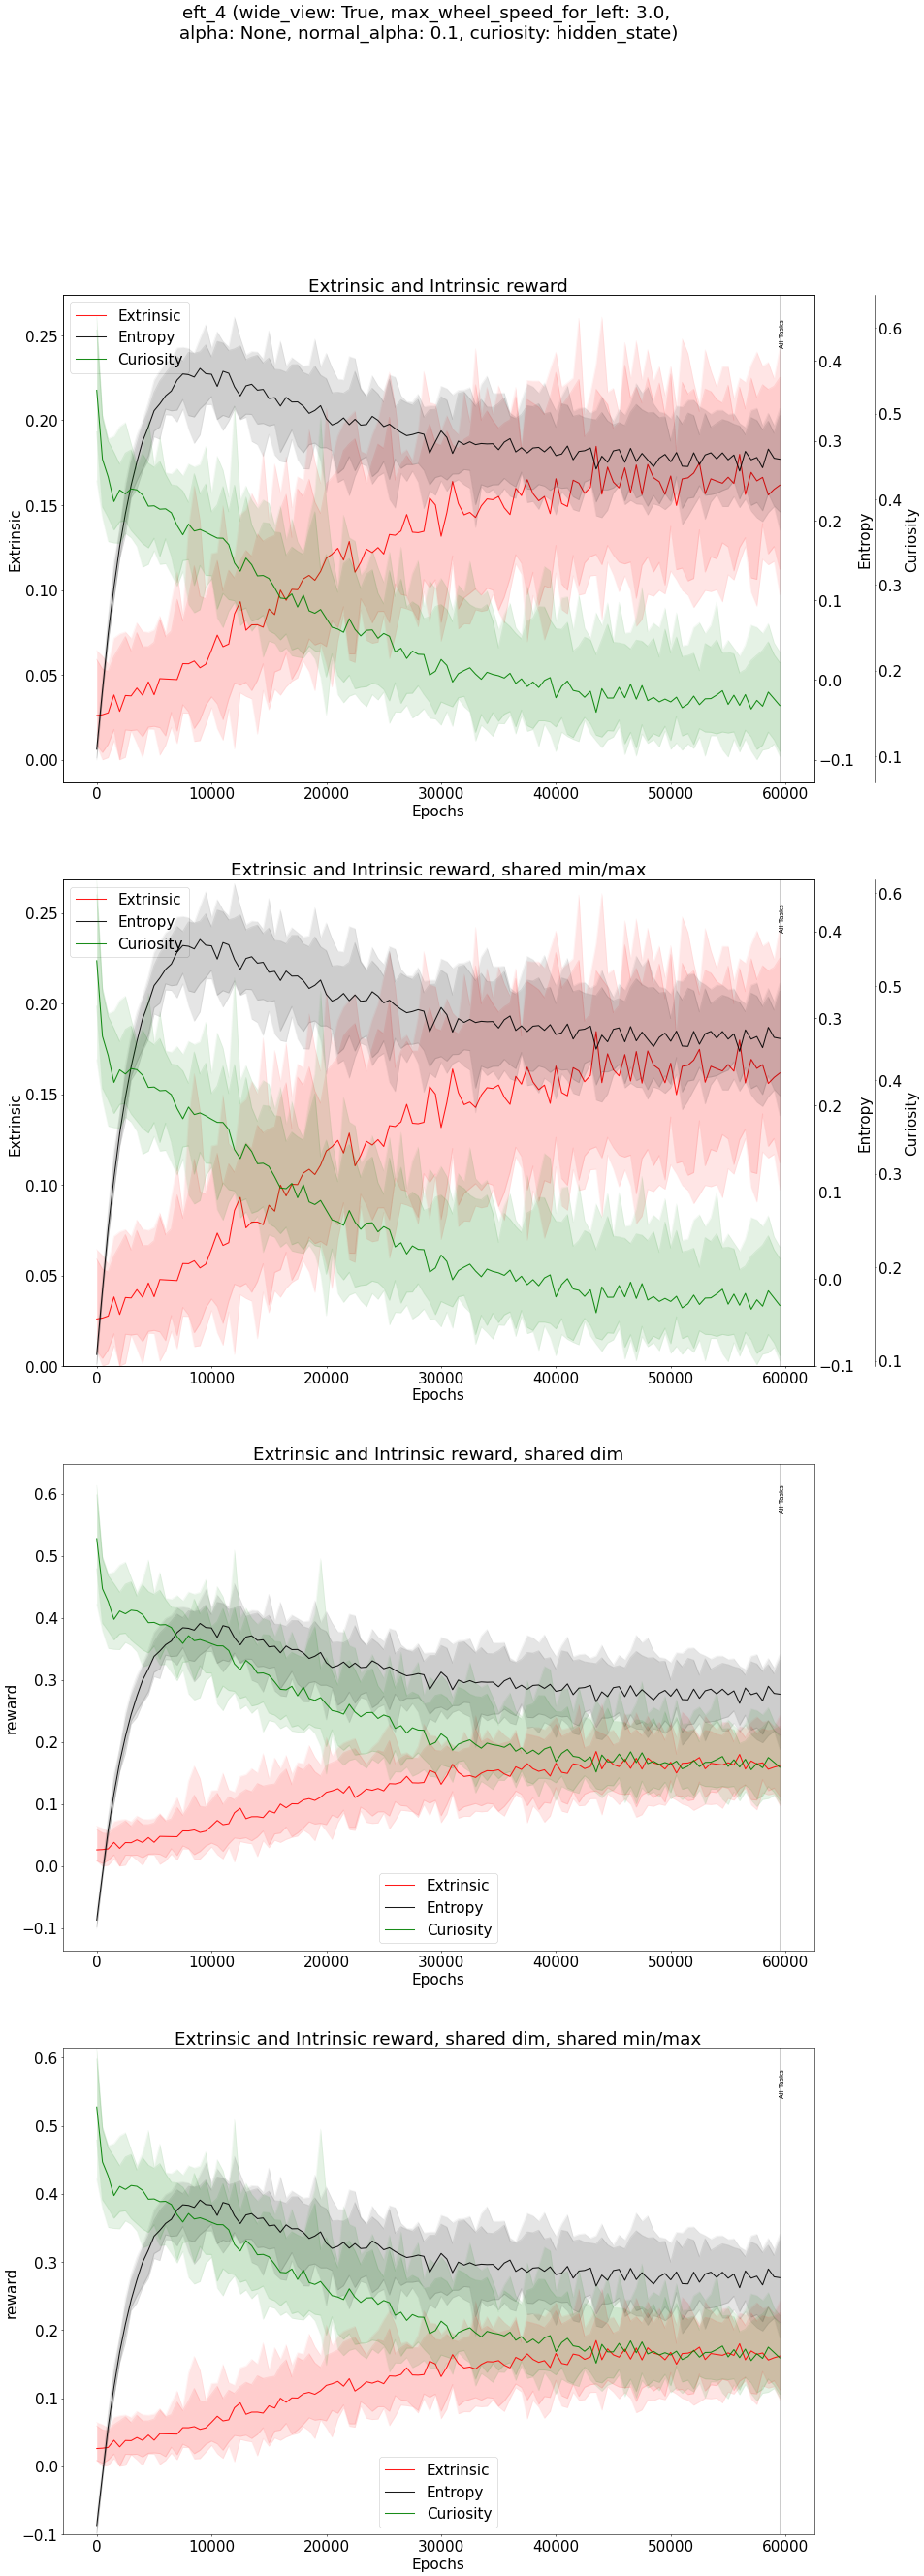 eft_4 (wide_view: True, max_wheel_speed_for_left: 3.0,
alpha: None, normal_alpha: 0.1, curiosity: hidden_state)
Extrinsic and Intrinsic reward
Extrinsic
Entropy
Curiosity
All Tasks
0.25
0.20
0.15
0.10
0.05
0.00
Extrinsic
0.4
0.3
0.2
0.1
0.0
−0.1
Entropy
0.6
0.5
0.4
0.3
0.2
0.1
Curiosity
0 10000 20000 30000 40000 50000 60000
Epochs
Extrinsic and Intrinsic reward, shared min/max
Extrinsic
Entropy
Curiosity
All Tasks
0.25
0.20
0.15
0.10
0.05
0.00
Extrinsic
0.4
0.3
0.2
0.1
0.0
−0.1
Entropy
0.6
0.5
0.4
0.3
0.2
0.1
Curiosity
0 10000 20000 30000 40000 50000 60000
Epochs
Extrinsic and Intrinsic reward, shared dim
All Tasks
0.6
0.5
0.4
0.3
0.2
0.1
0.0
−0.1
reward
Extrinsic
Entropy
Curiosity
0 10000 20000 30000 40000 50000 60000
Epochs
Extrinsic and Intrinsic reward, shared dim, shared min/max
All Tasks
0.6
0.5
0.4
0.3
0.2
0.1
0.0
−0.1
reward
Extrinsic
Entropy
Curiosity
0 10000 20000 30000 40000 50000 60000
Epochs